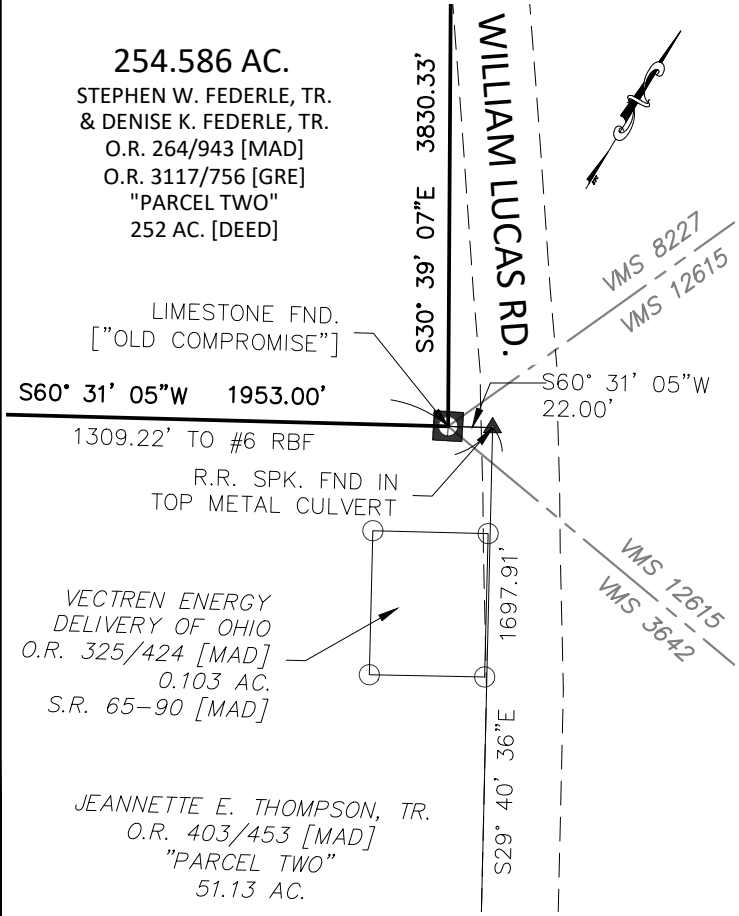 254.586 AC.
STEPHEN W. FEDERLE, TR.
& DENISE K. FEDERLE, TR.
O.R. 264/943 [MAD]
O.R. 3117/756 [GRE]
"PARCEL TWO"
252 AC. [DEED]
S30° 39' 07"E 3830.33'
WILLIAM LUCAS RD.
VMS 8227
VMS 12615
LIMESTONE FND.
["OLD COMPROMISE"]
S60° 31' 05"W 1953.00'
1309.22' TO #6 RBF
S60° 31' 05"W
22.00'
R.R. SPK. FND IN
TOP METAL CULVERT
VMS 12615
VMS 3642
VECTREN ENERGY
DELIVERY OF OHIO
O.R. 325/424 [MAD]
0.103 AC.
S.R. 65-90 [MAD]
S29° 40' 36"E 1697.91'
JEANNETTE E. THOMPSON, TR.
O.R. 403/453 [MAD]
"PARCEL TWO"
51.13 AC.